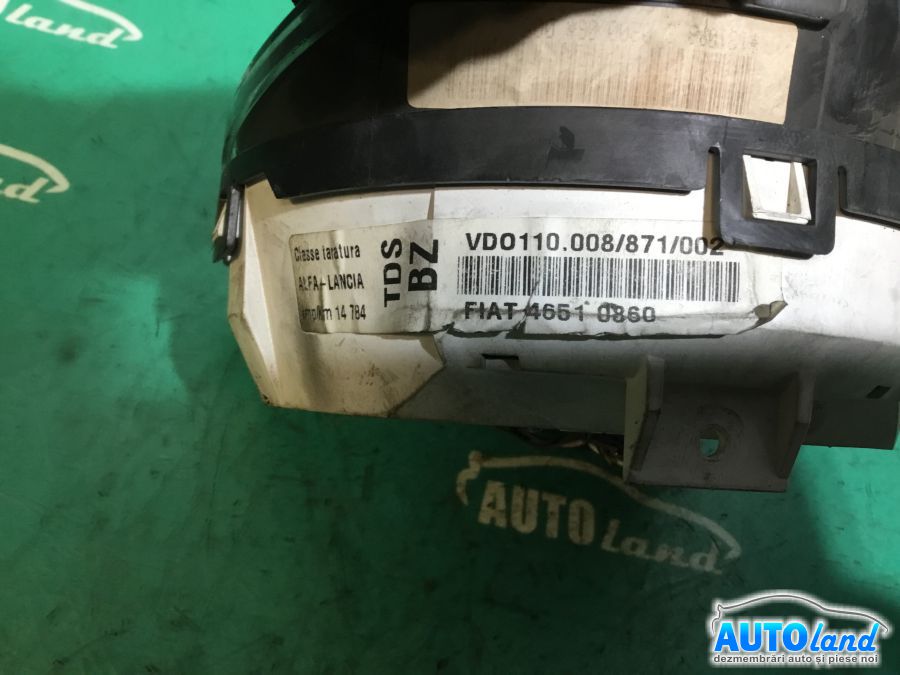 land
land
Classe taratura
ALFA-LANCIA
imp/km 14 784
TDS
BZ
VDO110.008/871/002
FIAT 4651 0860
AUTO land
AUTOland
dezmembrări auto și piese noi